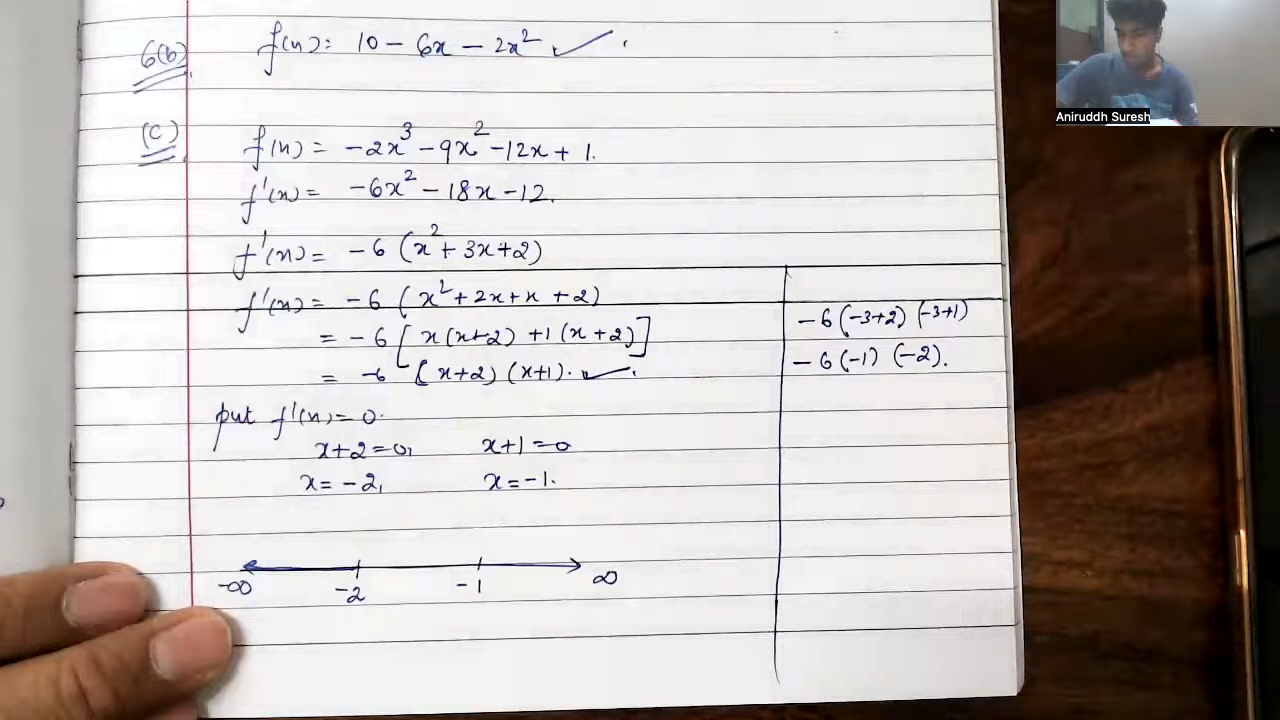 6(b) f(x) = 10 - 6x - 2x²
(c) f(x) = -2x³ - 9x² - 12x + 1.
f'(x) = -6x² - 18x - 12.
f'(x) = -6 (x² + 3x + 2)
f'(x) = -6 (x² + 2x + x + 2)
= -6 [x(x+2) + 1(x+2)]
= -6 [(x+2) (x+1).
put f'(x) = 0.
x+2 = 0, x+1 = 0
x = -2, x = -1.
-∞ -2 -1 ∞
-6 (-3+2) (-3+1)
-6 (-1) (-2).
Aniruddh Suresh